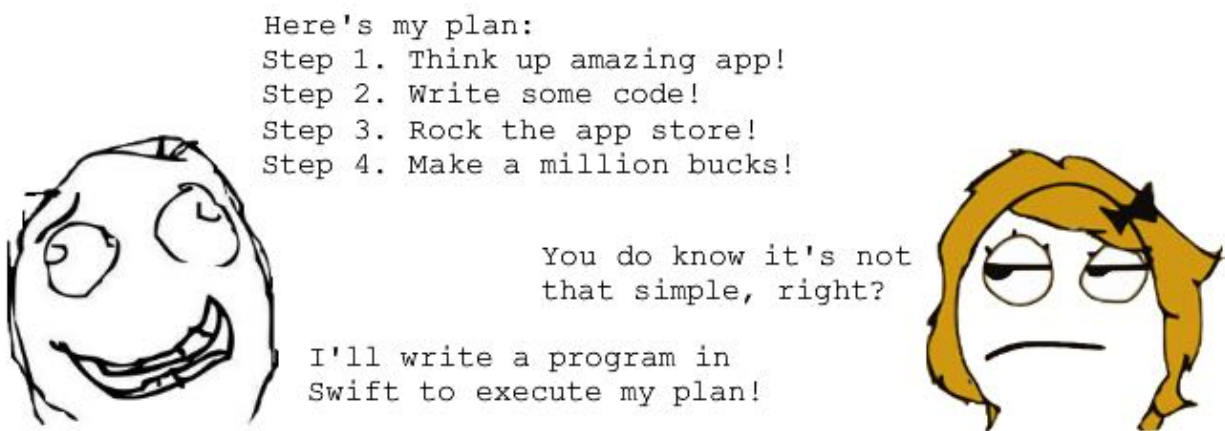 Here's my plan:
Step 1. Think up amazing app!
Step 2. Write some code!
Step 3. Rock the app store!
Step 4. Make a million bucks!
You do know it's not
that simple, right?
I'll write a program in
Swift to execute my plan!